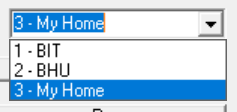 3 - My Home
1 - BIT
2 - BHU
3 - My Home